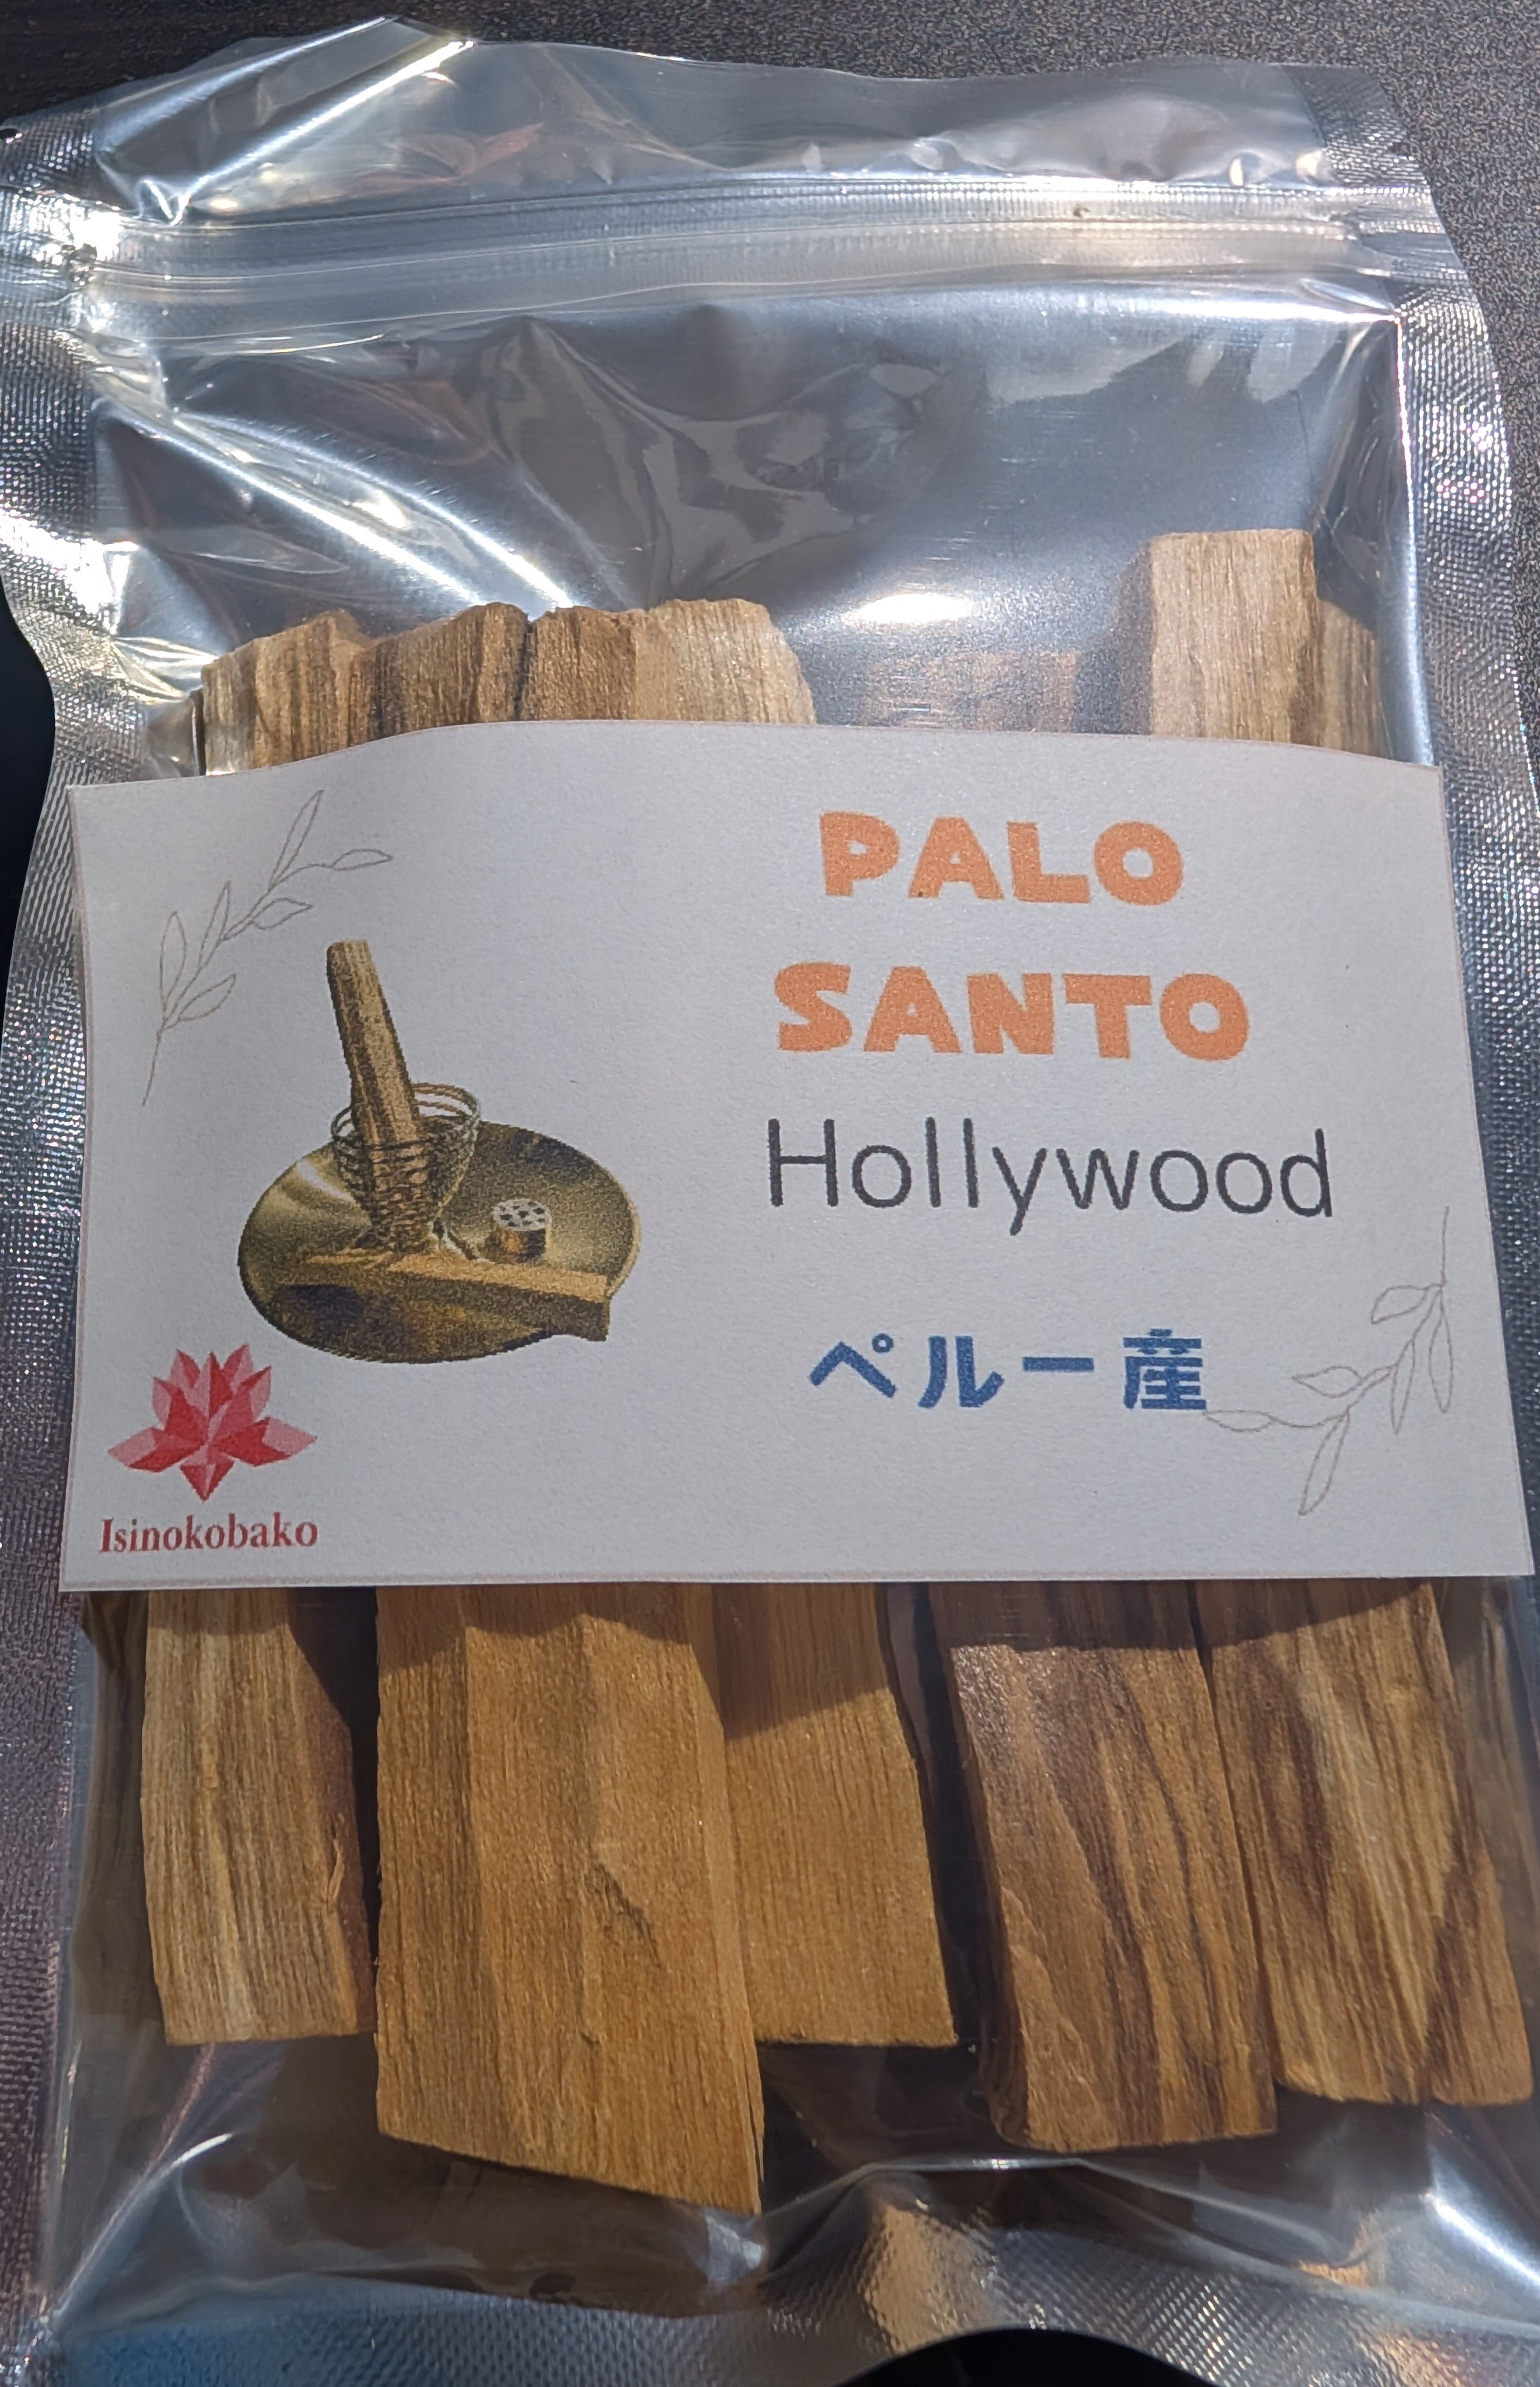 PALO
SANTO
Hollywood
ペルー産
Isinokobako